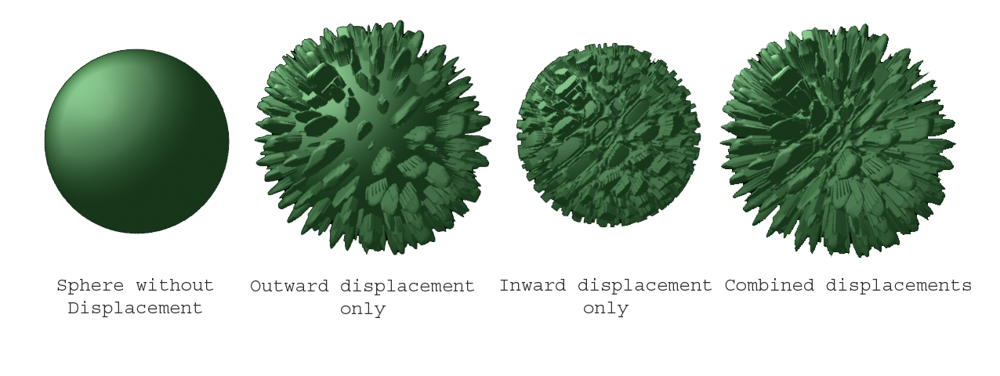 Sphere without
Displacement
Outward displacement
only
Inward displacement
only
Combined displacements